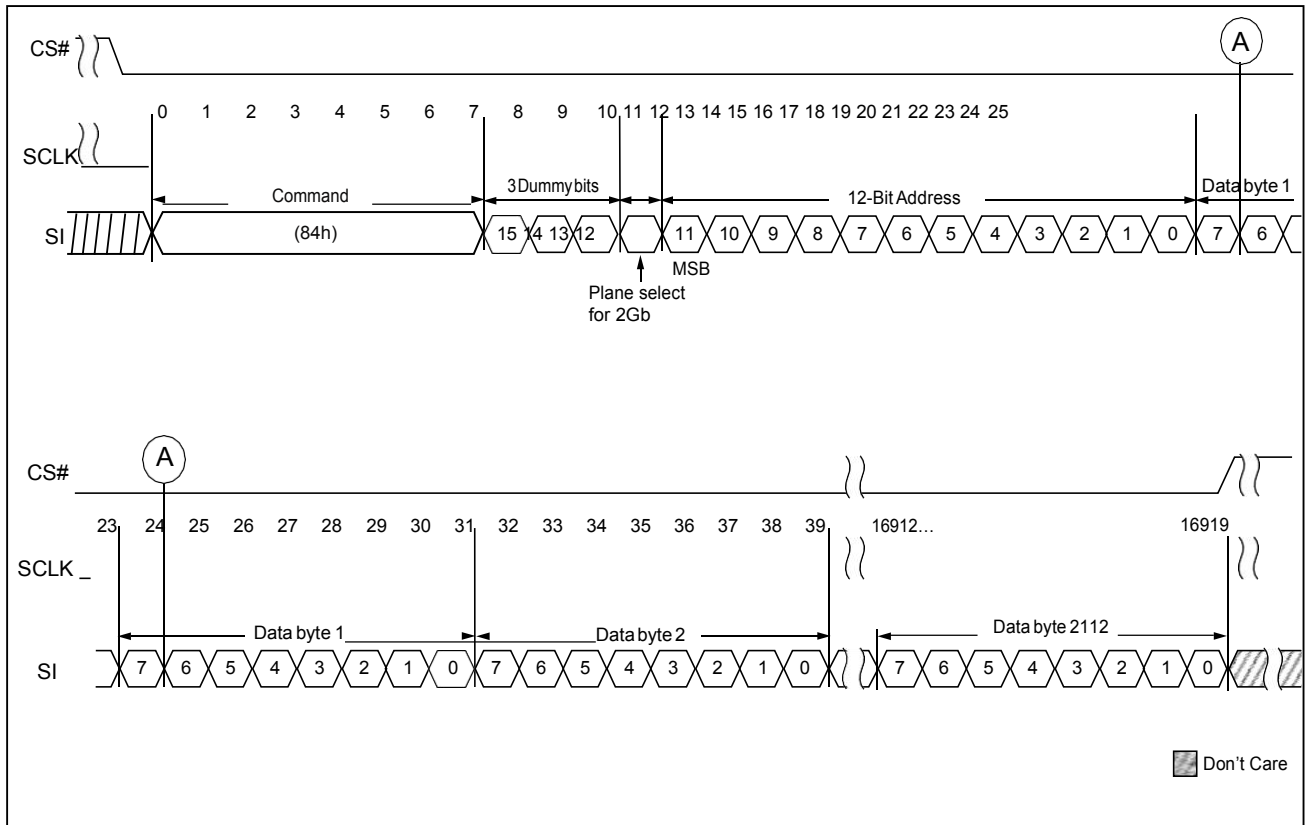 CS#
A
0 1 2 3 4 5 6 7 8 9 10 11 12 13 14 15 16 17 18 19 20 21 22 23 24 25
SCLK
Command
3 Dummy bits
12-Bit Address
Data byte 1
SI
(84h)
15 14 13 12
11 10 9 8 7 6 5 4 3 2 1 0 7 6
MSB
Plane select
for 2Gb
A
CS#
23 24 25 26 27 28 29 30 31 32 33 34 35 36 37 38 39 16912... 16919
SCLK
Data byte 1
Data byte 2
Data byte 2112
SI
7 6 5 4 3 2 1 0 7 6 5 4 3 2 1 0 7 6 5 4 3 2 1 0
Don't Care